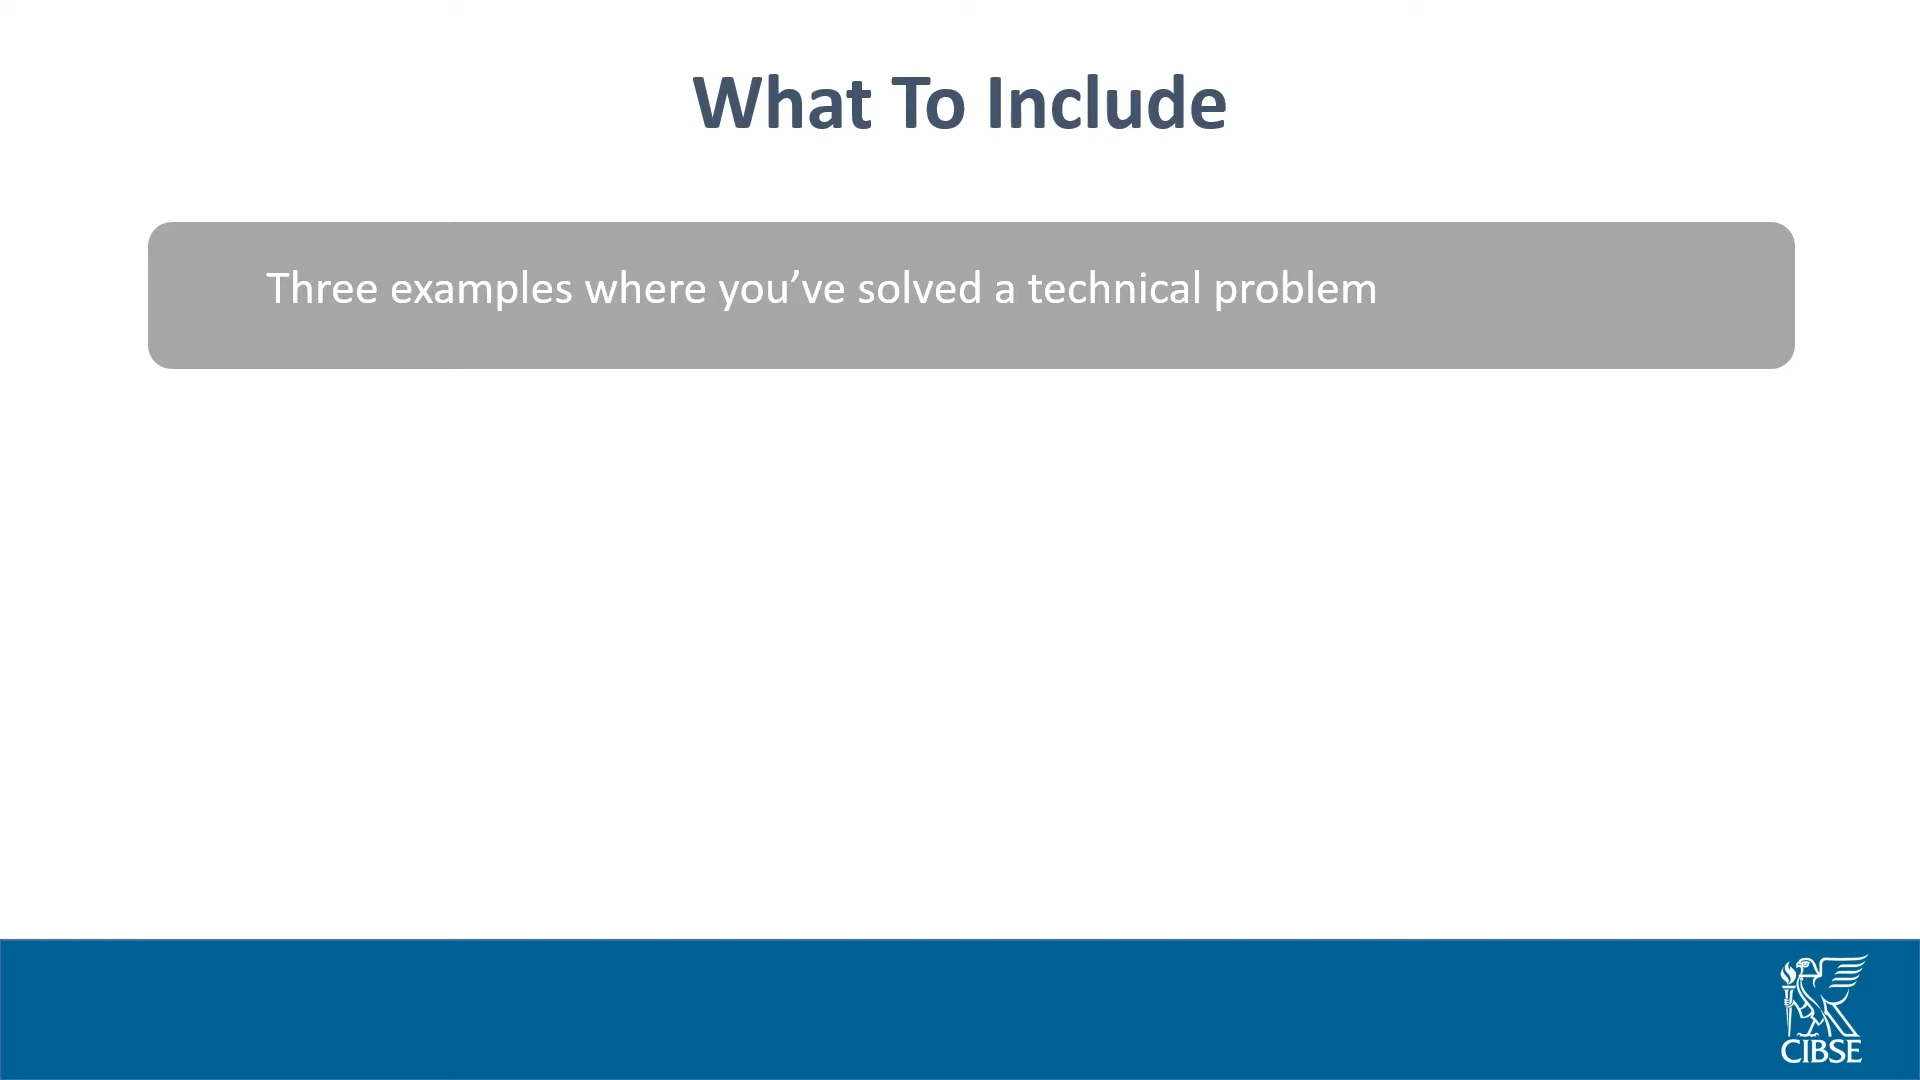 What To Include
Three examples where you’ve solved a technical problem
CIBSE